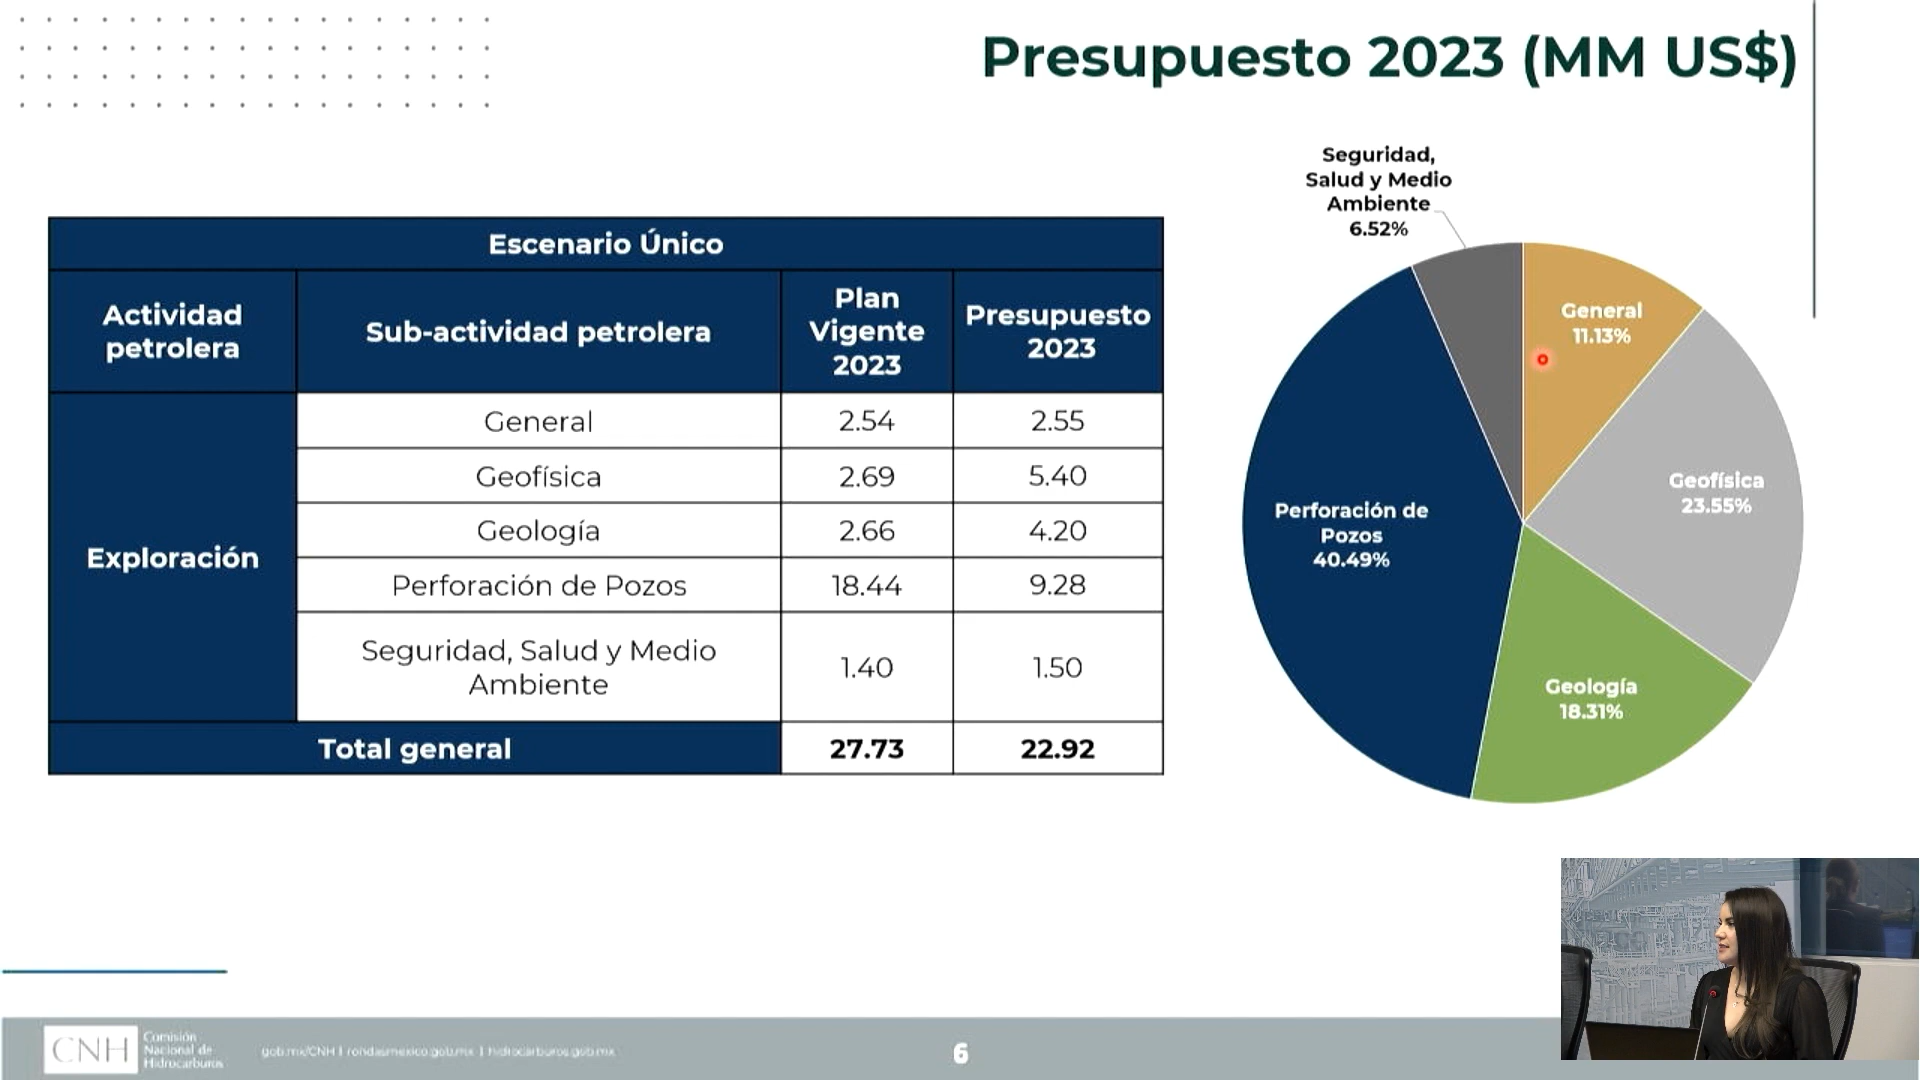 Presupuesto 2023 (MM US$)
Escenario Único
Actividad
petrolera
Sub-actividad petrolera
Plan
Vigente
2023
Presupuesto
2023
Exploración
General
2.54
2.55
Geofísica
2.69
5.40
Geología
2.66
4.20
Perforación de Pozos
18.44
9.28
Seguridad, Salud y Medio
Ambiente
1.40
1.50
Total general
27.73
22.92
Seguridad,
Salud y Medio
Ambiente
6.52%
General
11.13%
Geofísica
23.55%
Geología
18.31%
Perforación de
Pozos
40.49%
CNH
Comisión
Nacional de
Hidrocarburos
gob.mx/CNH | rondasmexico.gob.mx | hidrocarburos.gob.mx
6